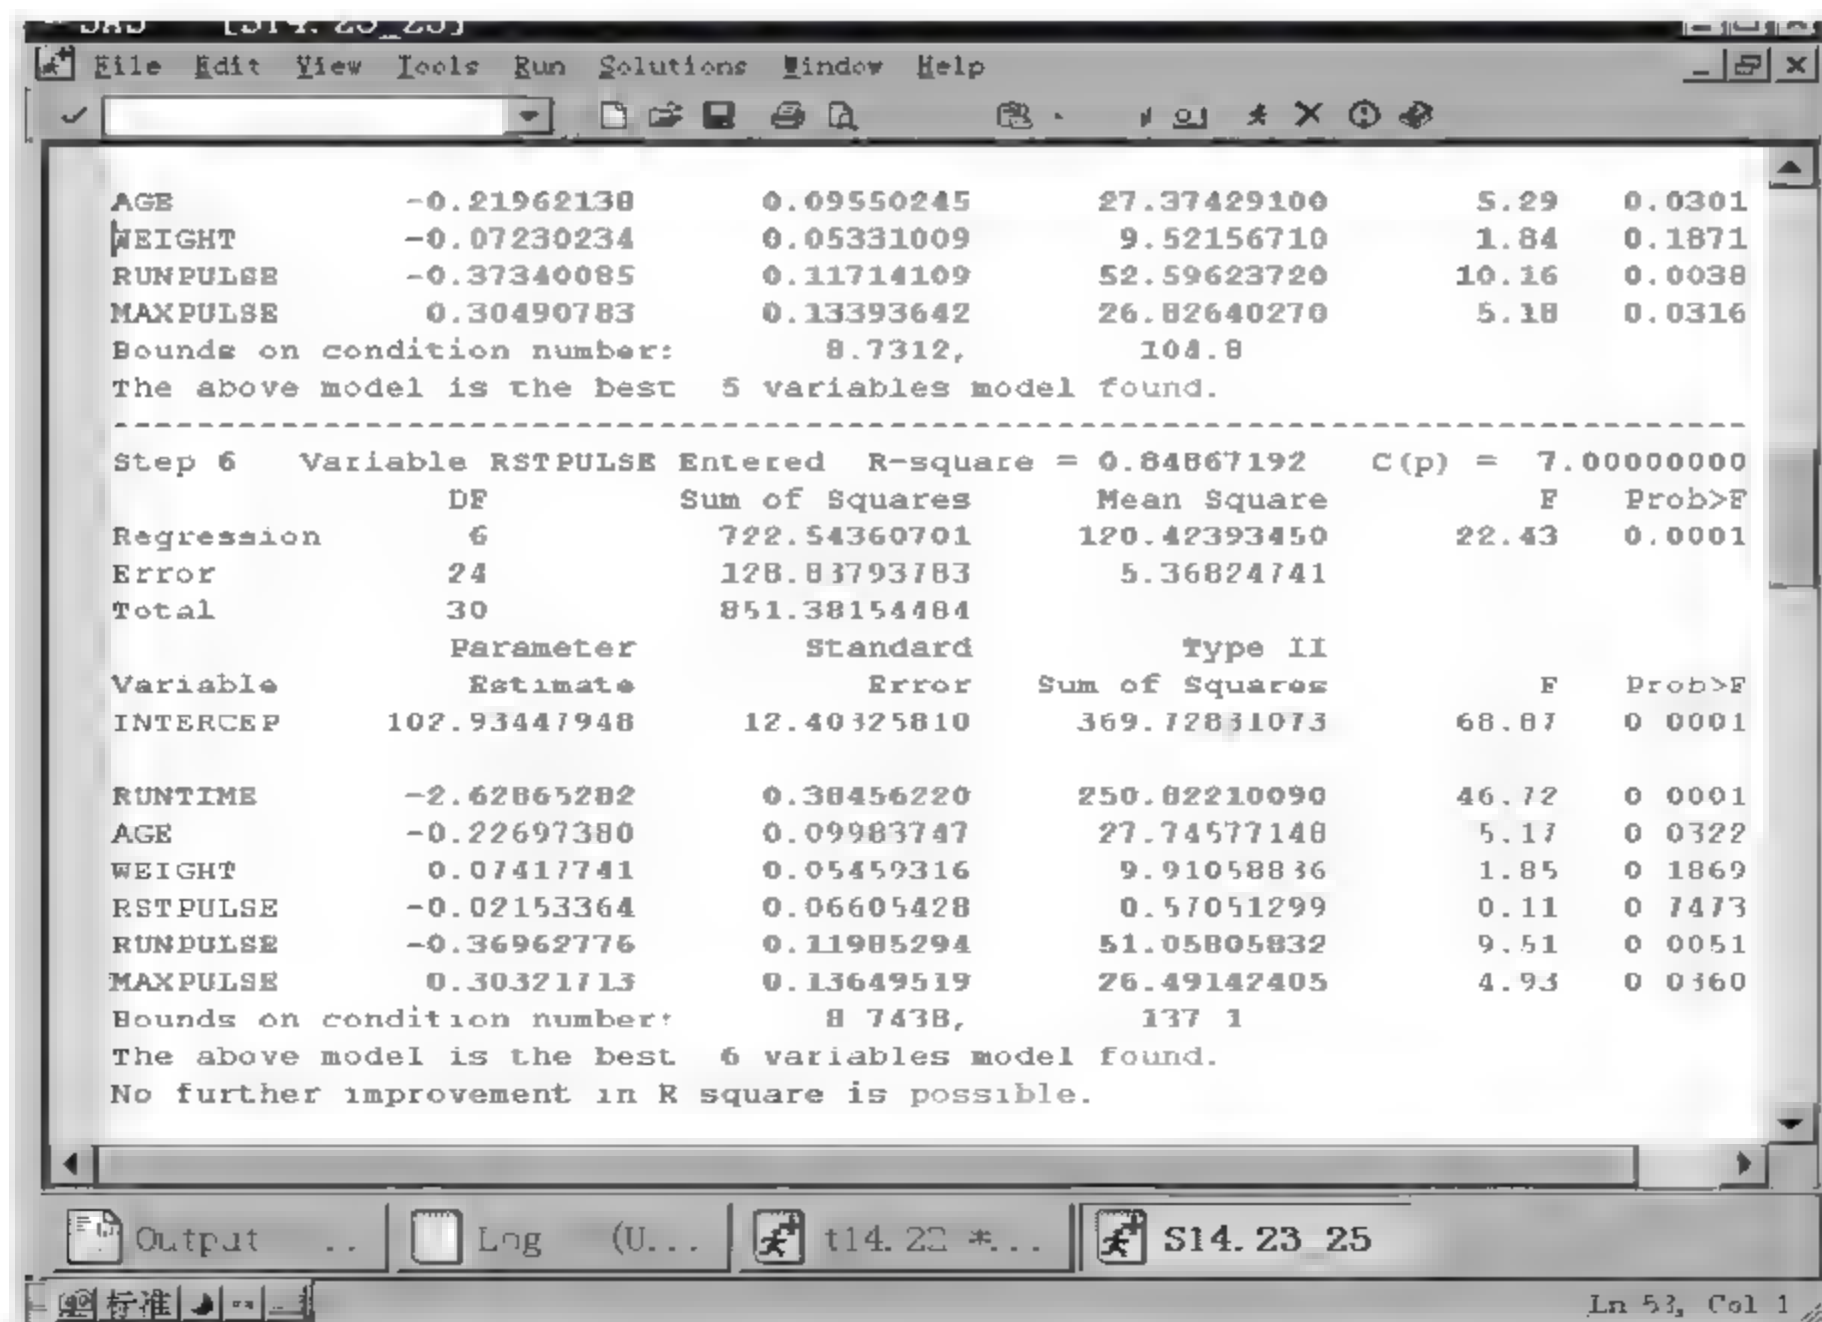 SAS [S14.23_25]
File Edit View Tools Run Solutions Window Help
AGE -0.21962138 0.09550245 27.37429100 5.29 0.0301
WEIGHT -0.07230234 0.05331009 9.52156710 1.84 0.1871
RUNPULSE -0.37340085 0.11714109 52.59623720 10.16 0.0038
MAXPULSE 0.30490783 0.13393642 26.82640270 5.18 0.0316
Bounds on condition number: 8.7312, 104.8
The above model is the best 5 variables model found.
Step 6 Variable RSTPULSE Entered R-square = 0.84867192 C(p) = 7.00000000
DF Sum of Squares Mean Square F Prob>F
Regression 6 722.54360701 120.42393450 22.43 0.0001
Error 24 128.83793783 5.36824741
Total 30 851.38154484
Parameter Standard Type II
Variable Estimate Error Sum of Squares F Prob>F
INTERCEP 102.93447948 12.40325810 369.72831073 68.87 0 0001
RUNTIME -2.62865282 0.38456220 250.82210090 46.72 0 0001
AGE -0.22697380 0.09983747 27.74577148 5.17 0 0322
WEIGHT 0.07417741 0.05459316 9.91058836 1.85 0 1869
RSTPULSE -0.02153364 0.06605428 0.57051299 0.11 0 7473
RUNPULSE -0.36962776 0.11985294 51.05805832 9.51 0 0051
MAXPULSE 0.30321713 0.13649519 26.49142405 4.93 0 0360
Bounds on condition number: 8 7438, 137 1
The above model is the best 6 variables model found.
No further improvement in R square is possible.
Output .. Log (U... t14.22 *... S14.23_25
标准 Ln 53, Col 1